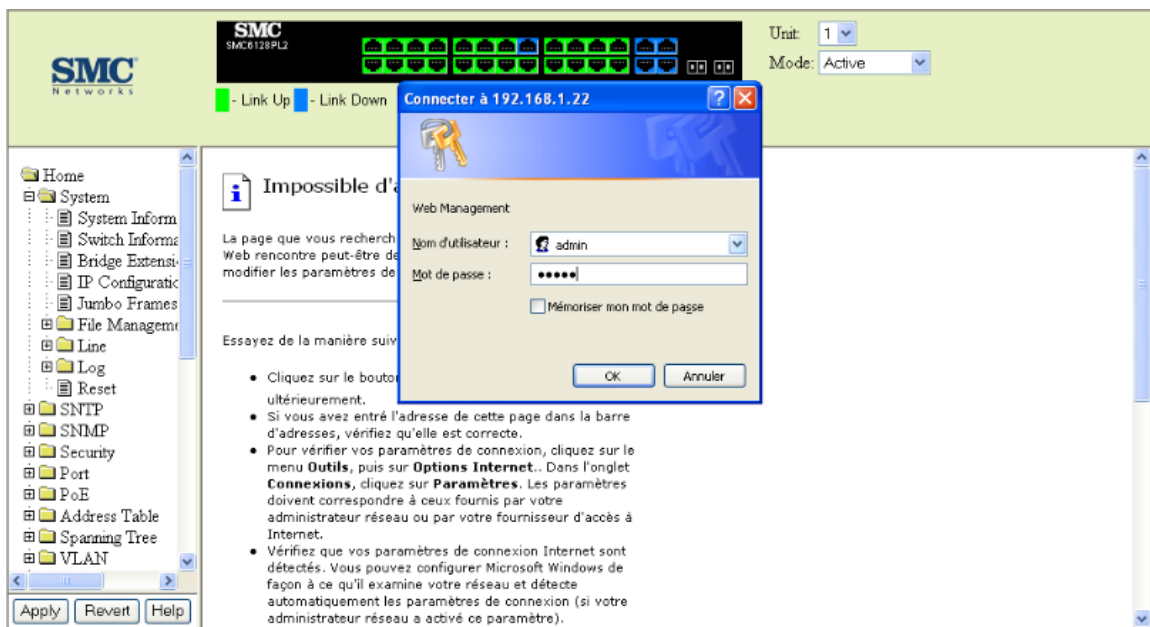 SMC
Networks
SMC
SMC6128PL2
- Link Up - Link Down
Unit: 1
Mode: Active
Home
System
System Inform
Switch Informa
Bridge Extensi
IP Configuratic
Jumbo Frames
File Manageme
Line
Log
Reset
SNTP
SNMP
Security
Port
PoE
Address Table
Spanning Tree
VLAN
Apply Revert Help
Impossible d'a
La page que vous recherch
Web rencontre peut-être de
modifier les paramètres de
Essayez de la manière suiv
• Cliquez sur le bouto
ultérieurement.
• Si vous avez entré l'adresse de cette page dans la barre
d'adresses, vérifiez qu'elle est correcte.
• Pour vérifier vos paramètres de connexion, cliquez sur le
menu Outils, puis sur Options Internet.. Dans l'onglet
Connexions, cliquez sur Paramètres. Les paramètres
doivent correspondre à ceux fournis par votre
administrateur réseau ou par votre fournisseur d'accès à
Internet.
• Vérifiez que vos paramètres de connexion Internet sont
détectés. Vous pouvez configurer Microsoft Windows de
façon à ce qu'il examine votre réseau et détecte
automatiquement les paramètres de connexion (si votre
administrateur réseau a activé ce paramètre).
Connecter à 192.168.1.22
Web Management
Nom d'utilisateur : admin
Mot de passe : •••••
Mémoriser mon mot de passe
OK Annuler